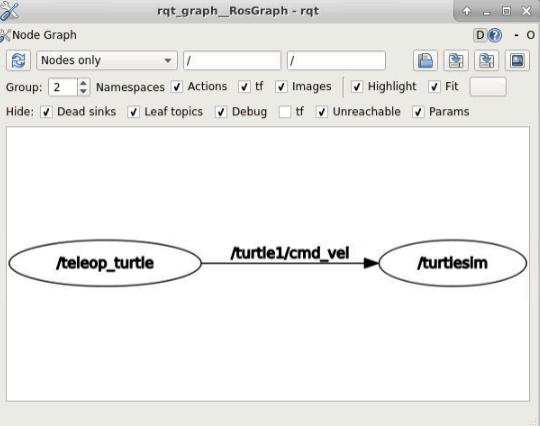 rqt_graph__RosGraph - rqt
Node Graph D ? - O
Nodes only / /
Group: 2 Namespaces Actions tf Images Highlight Fit
Hide: Dead sinks Leaf topics Debug tf Unreachable Params
/teleop_turtle /turtle1/cmd_vel /turtlesim